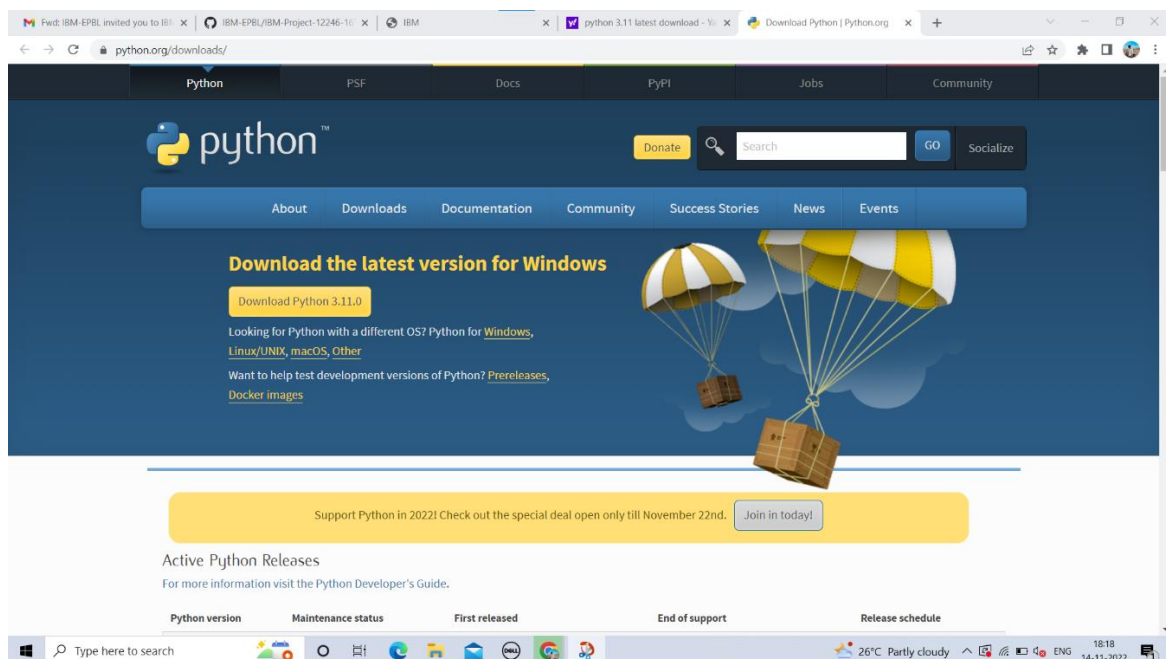 Fwd: IBM-EPBL invited you to IB
IBM-EPBL/IBM-Project-12246-16
IBM
python 3.11 latest download - Ya
Download Python | Python.org
python.org/downloads/
Python PSF Docs PyPI Jobs Community
python™
Donate Search GO Socialize
About Downloads Documentation Community Success Stories News Events
Download the latest version for Windows
Download Python 3.11.0
Looking for Python with a different OS? Python for Windows,
Linux/UNIX, macOS, Other
Want to help test development versions of Python? Prereleases,
Docker images
Support Python in 2022! Check out the special deal open only till November 22nd. Join in today!
Active Python Releases
For more information visit the Python Developer's Guide.
Python version Maintenance status First released End of support Release schedule
Type here to search DELL 26°C Partly cloudy ENG 18:18
14-11-2022